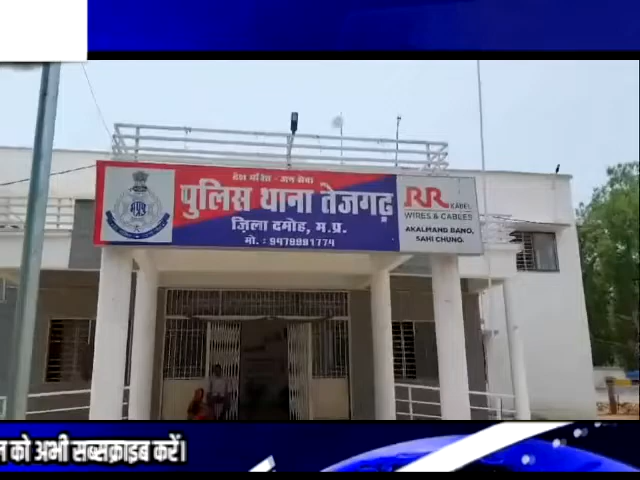 देश भक्ति - जन सेवा
पुलिस थाना तेजगढ़
ज़िला दमोह, म.प्र.
मो. : 9479991774
RR KABEL
WIRES & CABLES
AKALMAND BANO,
SAHI CHUNO.
को अभी सब्सक्राइब करें।